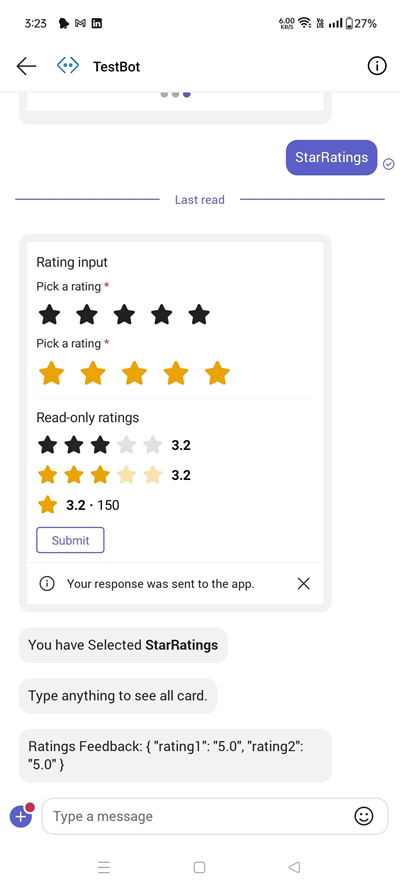 3:23
6.00 KB/S
Vo LTE
27%
TestBot
StarRatings
Last read
Rating input
Pick a rating *
Pick a rating *
Read-only ratings
3.2
3.2
3.2 · 150
Submit
Your response was sent to the app.
You have Selected StarRatings
Type anything to see all card.
Ratings Feedback: { "rating1": "5.0", "rating2":
"5.0" }
Type a message